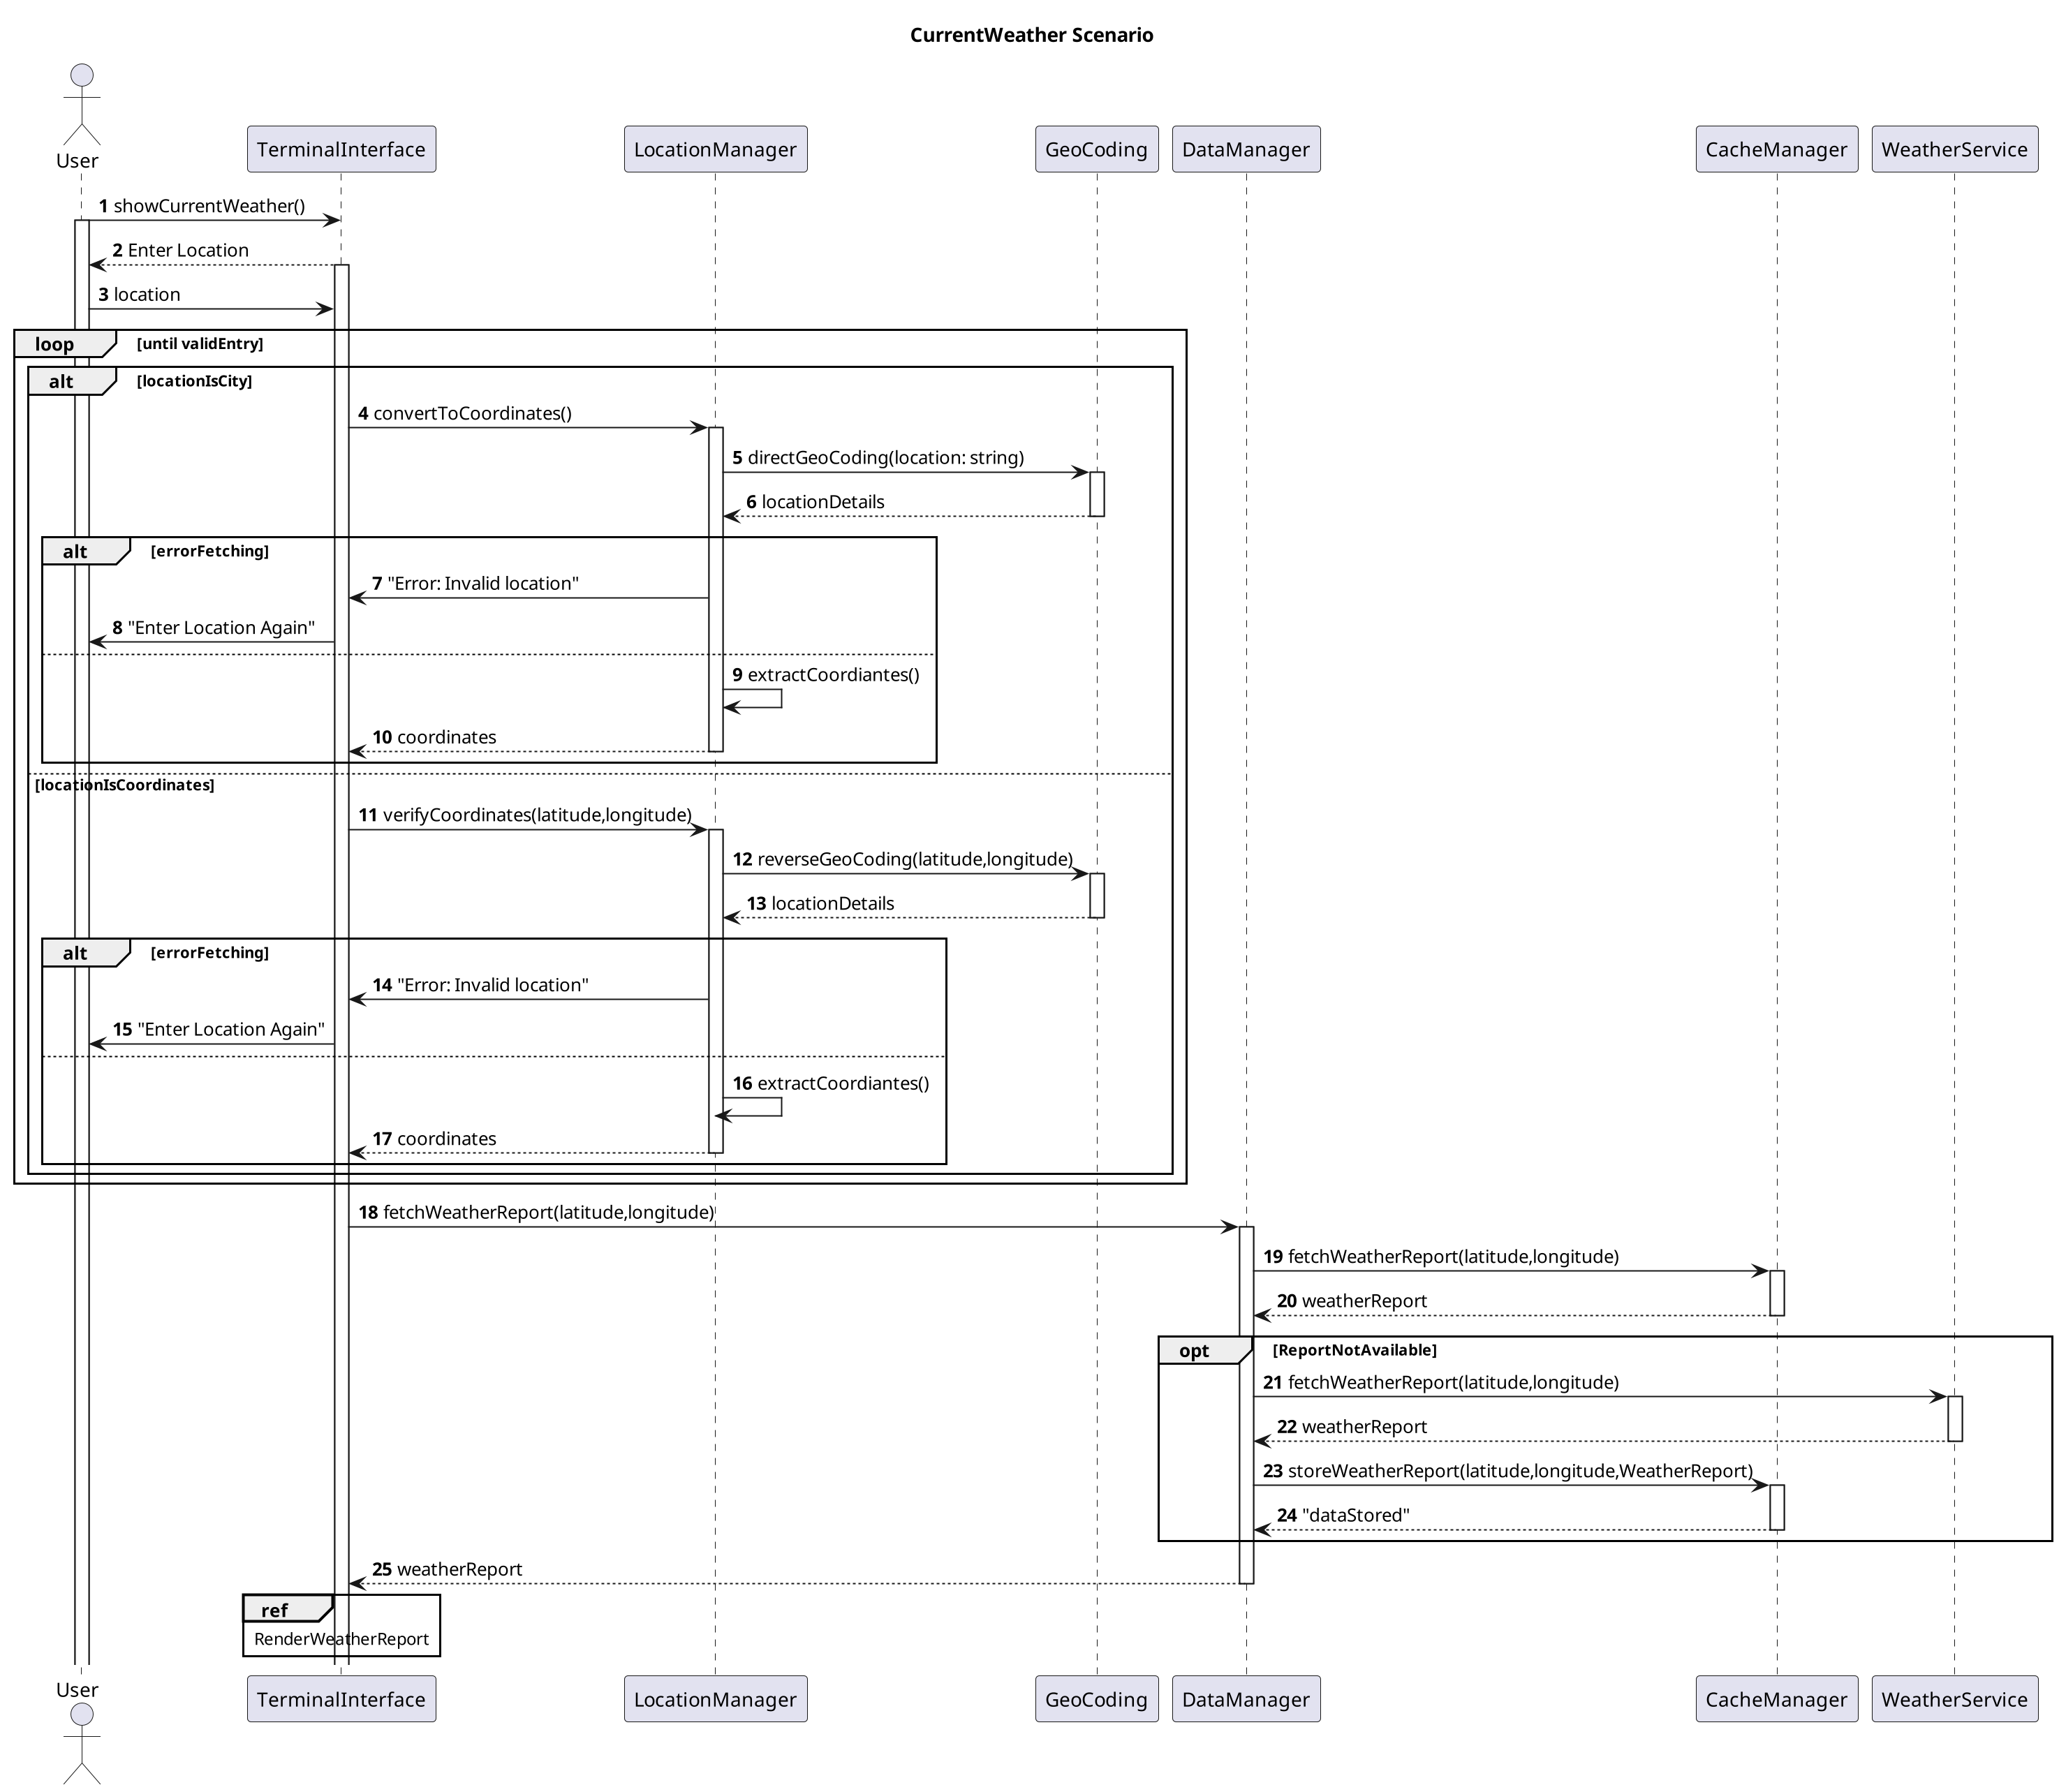 CurrentWeather Scenario
User
TerminalInterface
LocationManager
GeoCoding
DataManager
CacheManager
WeatherService
1 showCurrentWeather()
2 Enter Location
3 location
loop [until validEntry]
alt [locationIsCity]
4 convertToCoordinates()
5 directGeoCoding(location: string)
6 locationDetails
alt [errorFetching]
7 "Error: Invalid location"
8 "Enter Location Again"
9 extractCoordiantes()
10 coordinates
[locationIsCoordinates]
11 verifyCoordinates(latitude,longitude)
12 reverseGeoCoding(latitude,longitude)
13 locationDetails
alt [errorFetching]
14 "Error: Invalid location"
15 "Enter Location Again"
16 extractCoordiantes()
17 coordinates
18 fetchWeatherReport(latitude,longitude)
19 fetchWeatherReport(latitude,longitude)
20 weatherReport
opt [ReportNotAvailable]
21 fetchWeatherReport(latitude,longitude)
22 weatherReport
23 storeWeatherReport(latitude,longitude,WeatherReport)
24 "dataStored"
25 weatherReport
ref
RenderWeatherReport
User
TerminalInterface
LocationManager
GeoCoding
DataManager
CacheManager
WeatherService